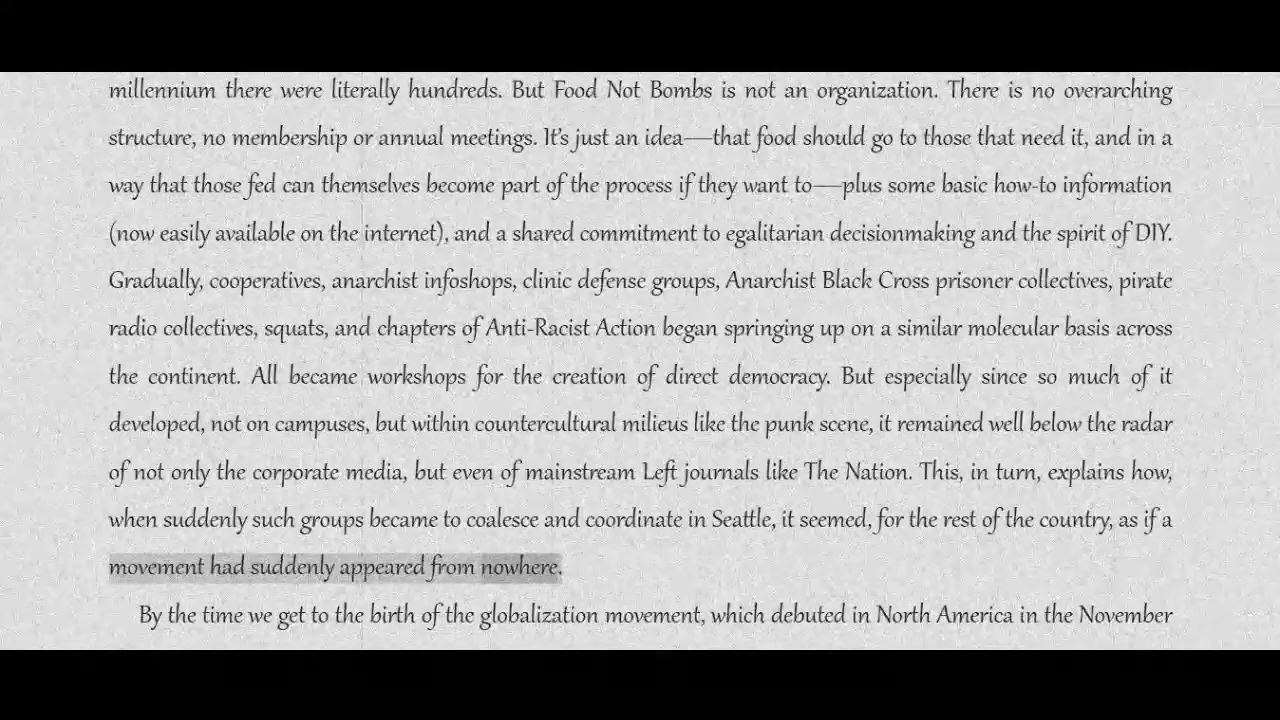 millennium there were literally hundreds. But Food Not Bombs is not an organization. There is no overarching
structure, no membership or annual meetings. It's just an idea—that food should go to those that need it, and in a
way that those fed can themselves become part of the process if they want to—plus some basic how-to information
(now easily available on the internet), and a shared commitment to egalitarian decisionmaking and the spirit of DIY.
Gradually, cooperatives, anarchist infoshops, clinic defense groups, Anarchist Black Cross prisoner collectives, pirate
radio collectives, squats, and chapters of Anti-Racist Action began springing up on a similar molecular basis across
the continent. All became workshops for the creation of direct democracy. But especially since so much of it
developed, not on campuses, but within countercultural milieus like the punk scene, it remained well below the radar
of not only the corporate media, but even of mainstream Left journals like The Nation. This, in turn, explains how,
when suddenly such groups became to coalesce and coordinate in Seattle, it seemed, for the rest of the country, as if a
movement had suddenly appeared from nowhere.
By the time we get to the birth of the globalization movement, which debuted in North America in the November